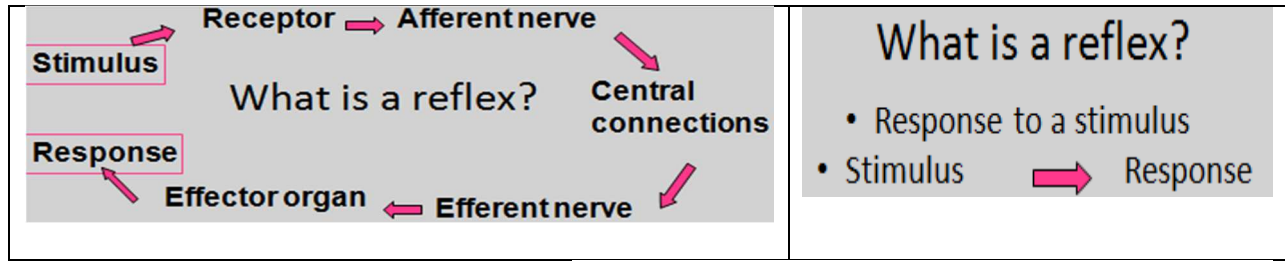 Receptor
Afferent nerve
Stimulus
What is a reflex?
Central
connections
Response
Effector organ
Efferent nerve
What is a reflex?
• Response to a stimulus
• Stimulus Response